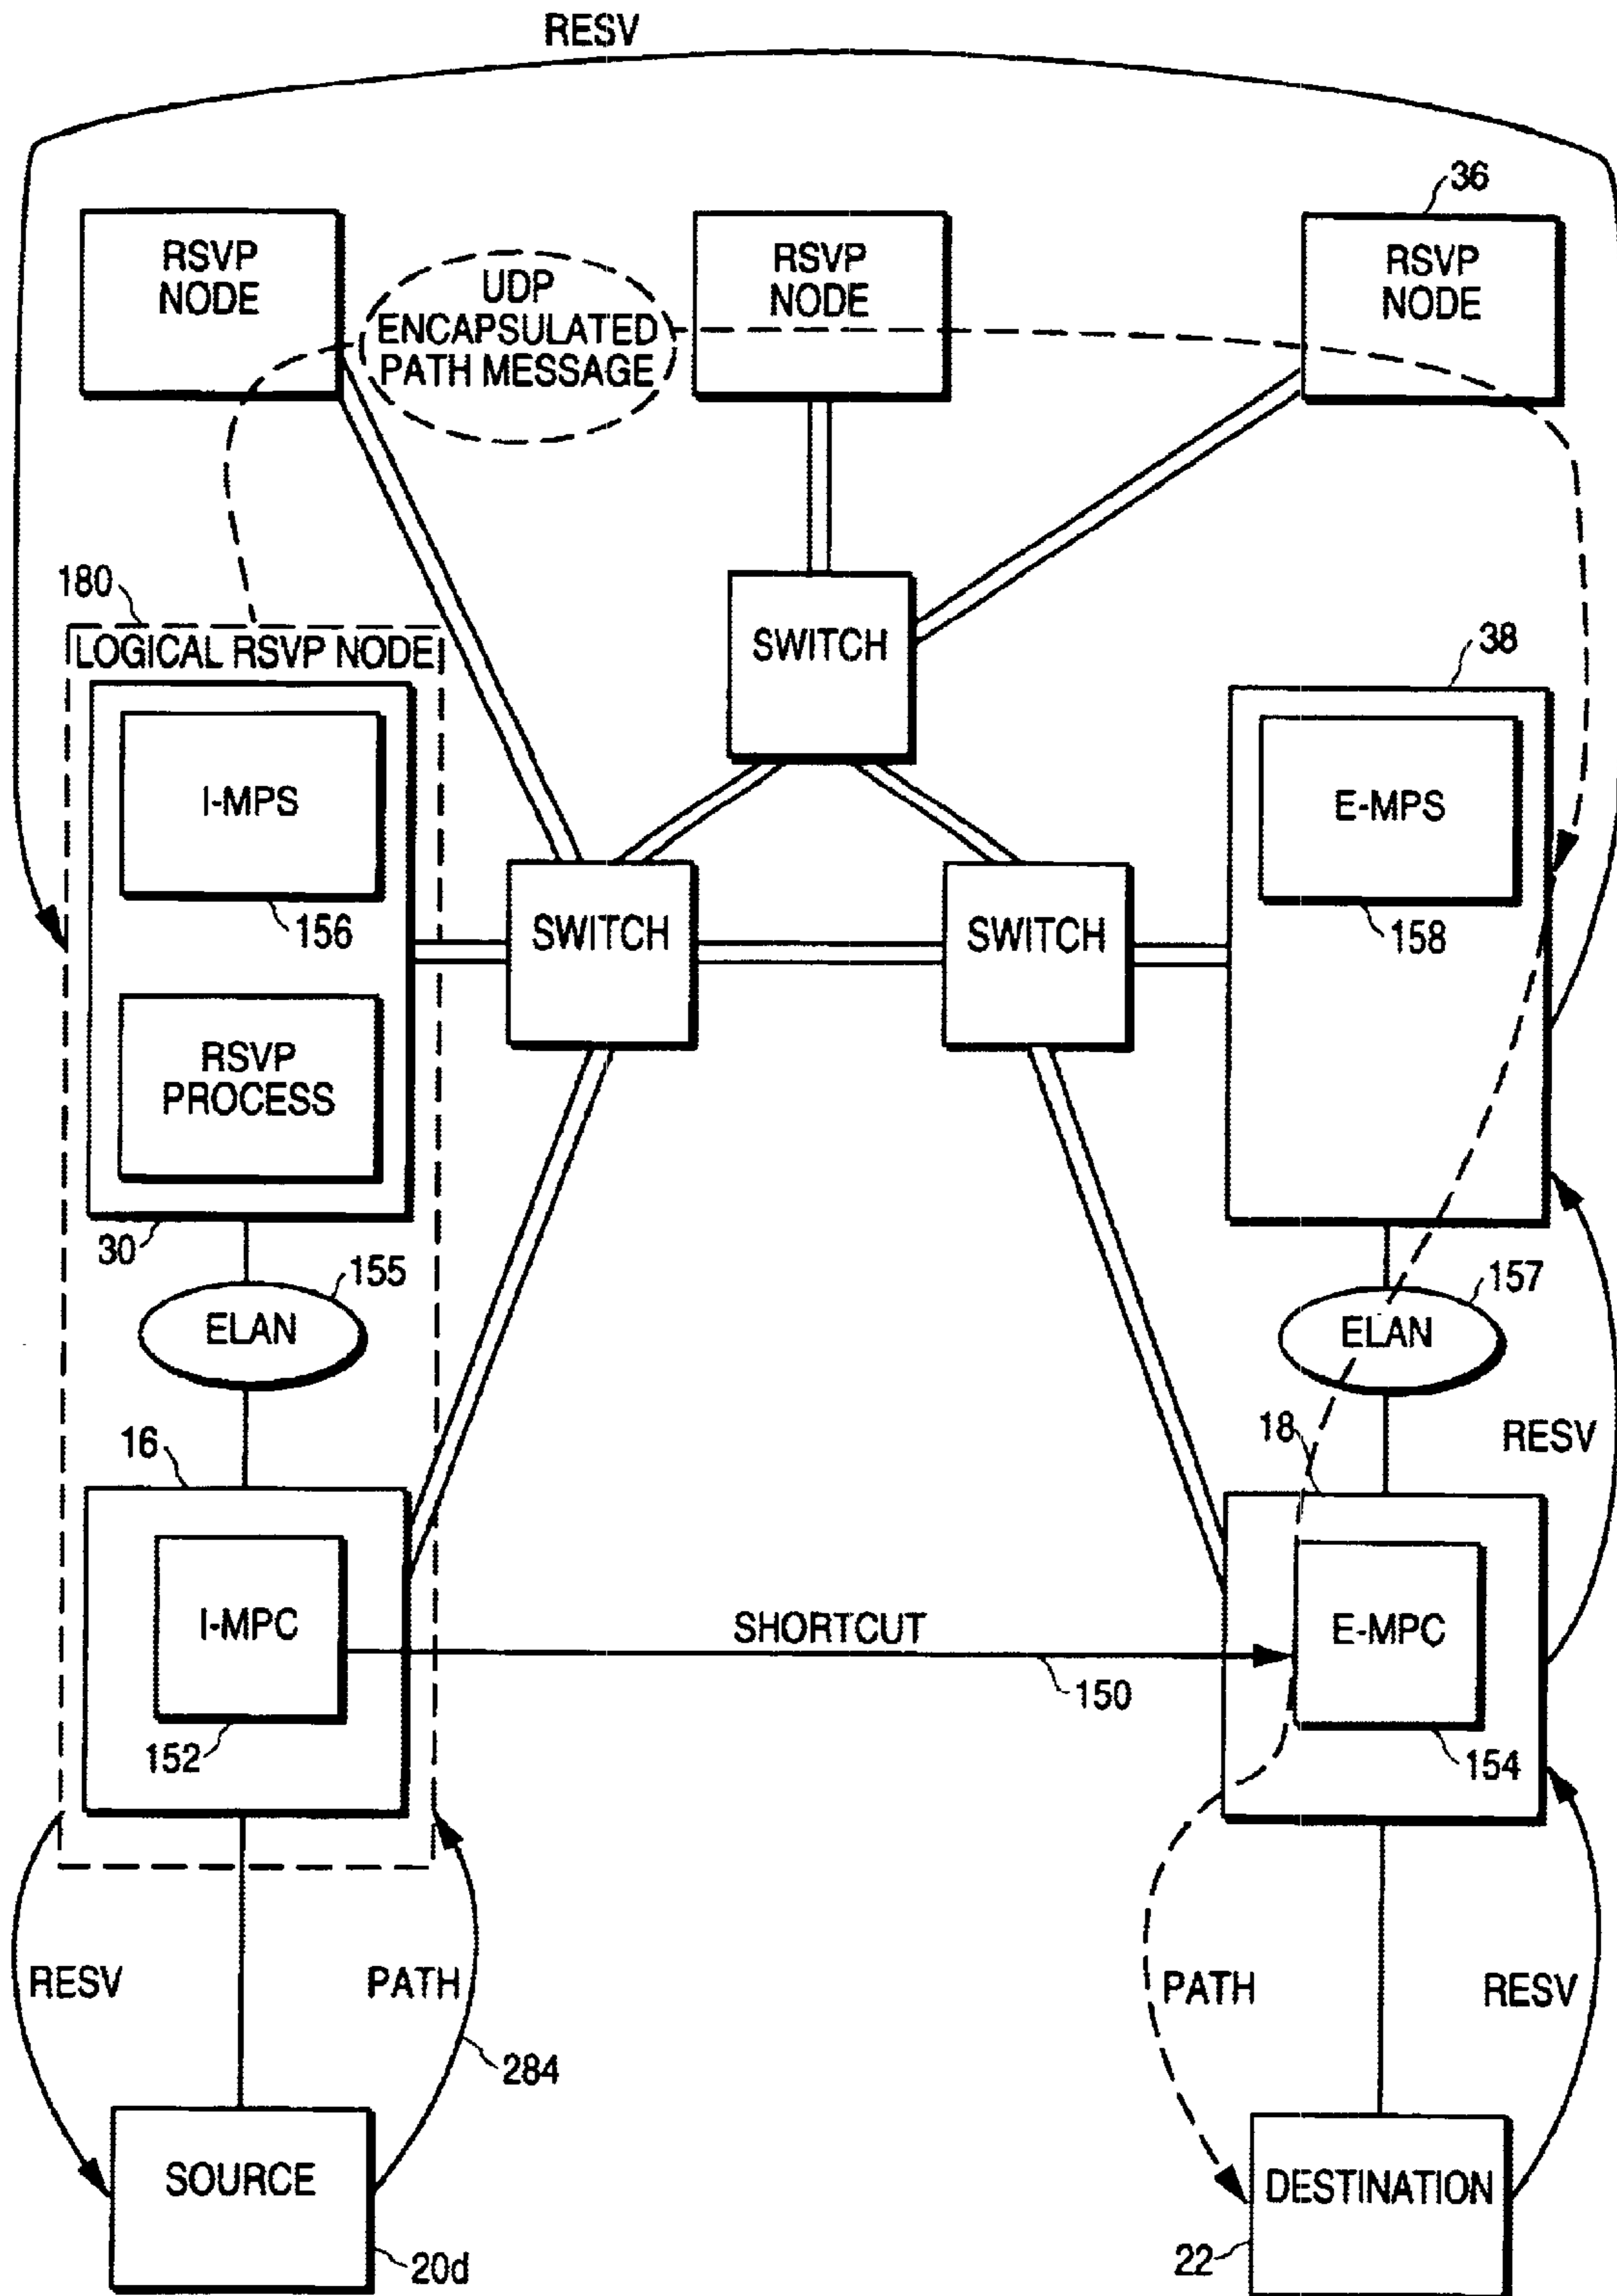 RESV
36
RSVP
NODE
UDP
ENCAPSULATED
PATH MESSAGE
RSVP
NODE
RSVP
NODE
180
LOGICAL RSVP NODE
SWITCH
38
I-MPS
156
E-MPS
158
SWITCH
SWITCH
RSVP
PROCESS
30
155
ELAN
157
ELAN
16
18
RESV
I-MPC
152
SHORTCUT
150
E-MPC
154
RESV
PATH
284
PATH
RESV
SOURCE
20d
DESTINATION
22